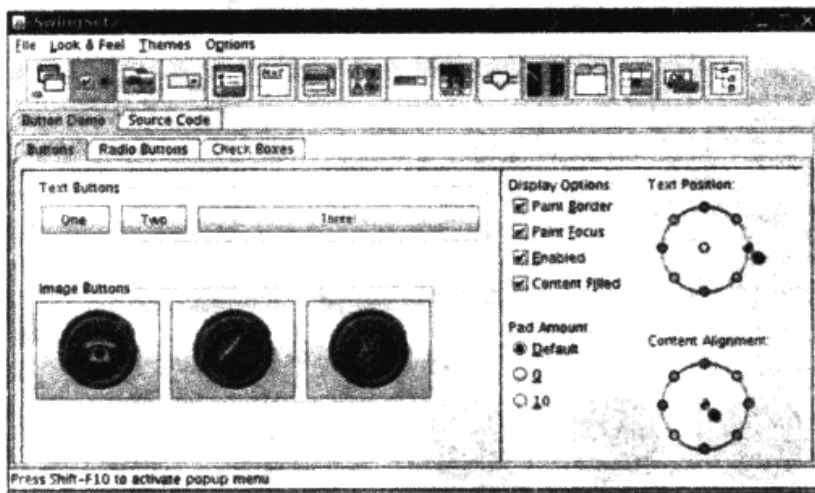 SwingSet2
File Look & Feel Themes Options
Button Demo Source Code
Buttons Radio Buttons Check Boxes
Text Buttons
One Two Three!
Image Buttons
Display Options:
Paint Border
Paint Focus
Enabled
Content Filled
Pad Amount
Default
0
10
Text Position:
Content Alignment:
Press Shift-F10 to activate popup menu